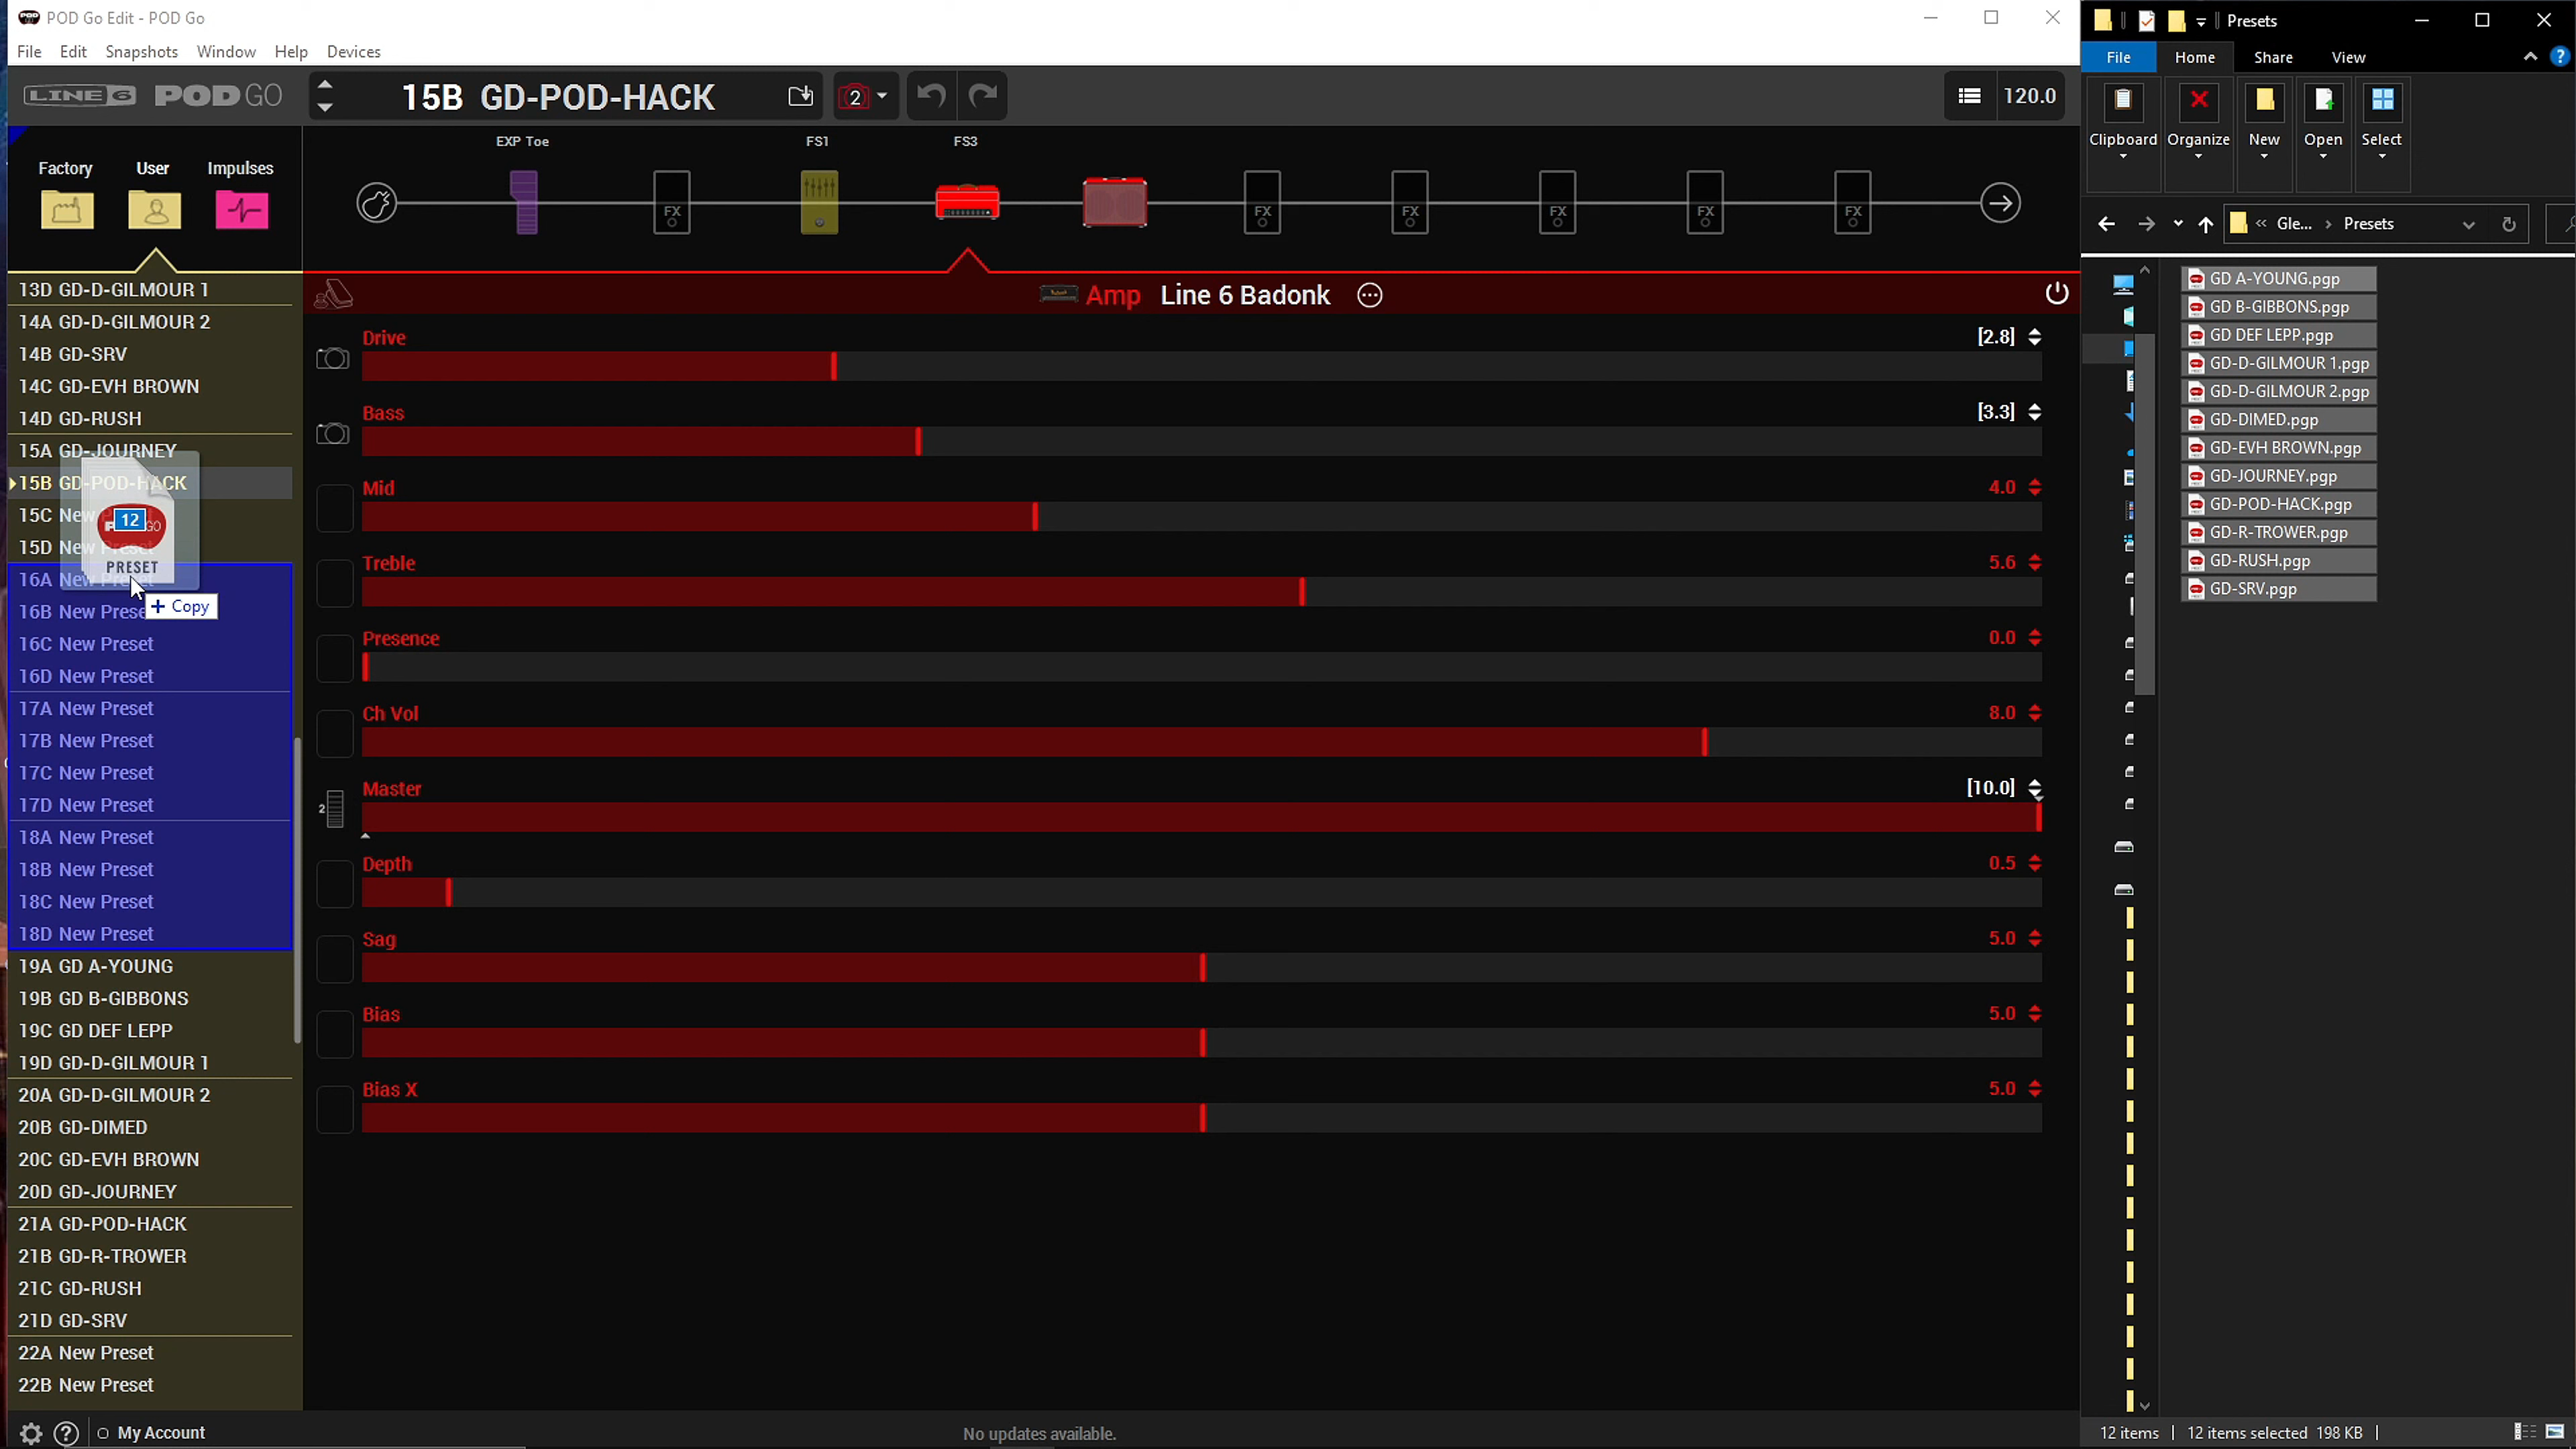 POD Go Edit - POD Go
File Edit Snapshots Window Help Devices
LINE 6 POD GO
15B GD-POD-HACK
2
120.0
Factory User Impulses
EXP Toe FS1 FS3
FX FX FX FX FX FX
13D GD-D-GILMOUR 1
14A GD-D-GILMOUR 2
14B GD-SRV
14C GD-EVH BROWN
14D GD-RUSH
15A GD-JOURNEY
15B GD-POD-HACK
15C New
15D New Preset
16A New Preset
16B New Preset
16C New Preset
16D New Preset
17A New Preset
17B New Preset
17C New Preset
17D New Preset
18A New Preset
18B New Preset
18C New Preset
18D New Preset
19A GD A-YOUNG
19B GD B-GIBBONS
19C GD DEF LEPP
19D GD-D-GILMOUR 1
20A GD-D-GILMOUR 2
20B GD-DIMED
20C GD-EVH BROWN
20D GD-JOURNEY
21A GD-POD-HACK
21B GD-R-TROWER
21C GD-RUSH
21D GD-SRV
22A New Preset
22B New Preset
12
PRESET
+ Copy
Amp Line 6 Badonk
Drive [2.8]
Bass [3.3]
Mid 4.0
Treble 5.6
Presence 0.0
Ch Vol 8.0
2 Master [10.0]
Depth 0.5
Sag 5.0
Bias 5.0
Bias X 5.0
My Account
No updates available.
Presets
File Home Share View
Clipboard Organize New Open Select
« Gle... › Presets
GD A-YOUNG.pgp
GD B-GIBBONS.pgp
GD DEF LEPP.pgp
GD-D-GILMOUR 1.pgp
GD-D-GILMOUR 2.pgp
GD-DIMED.pgp
GD-EVH BROWN.pgp
GD-JOURNEY.pgp
GD-POD-HACK.pgp
GD-R-TROWER.pgp
GD-RUSH.pgp
GD-SRV.pgp
12 items | 12 items selected 198 KB |